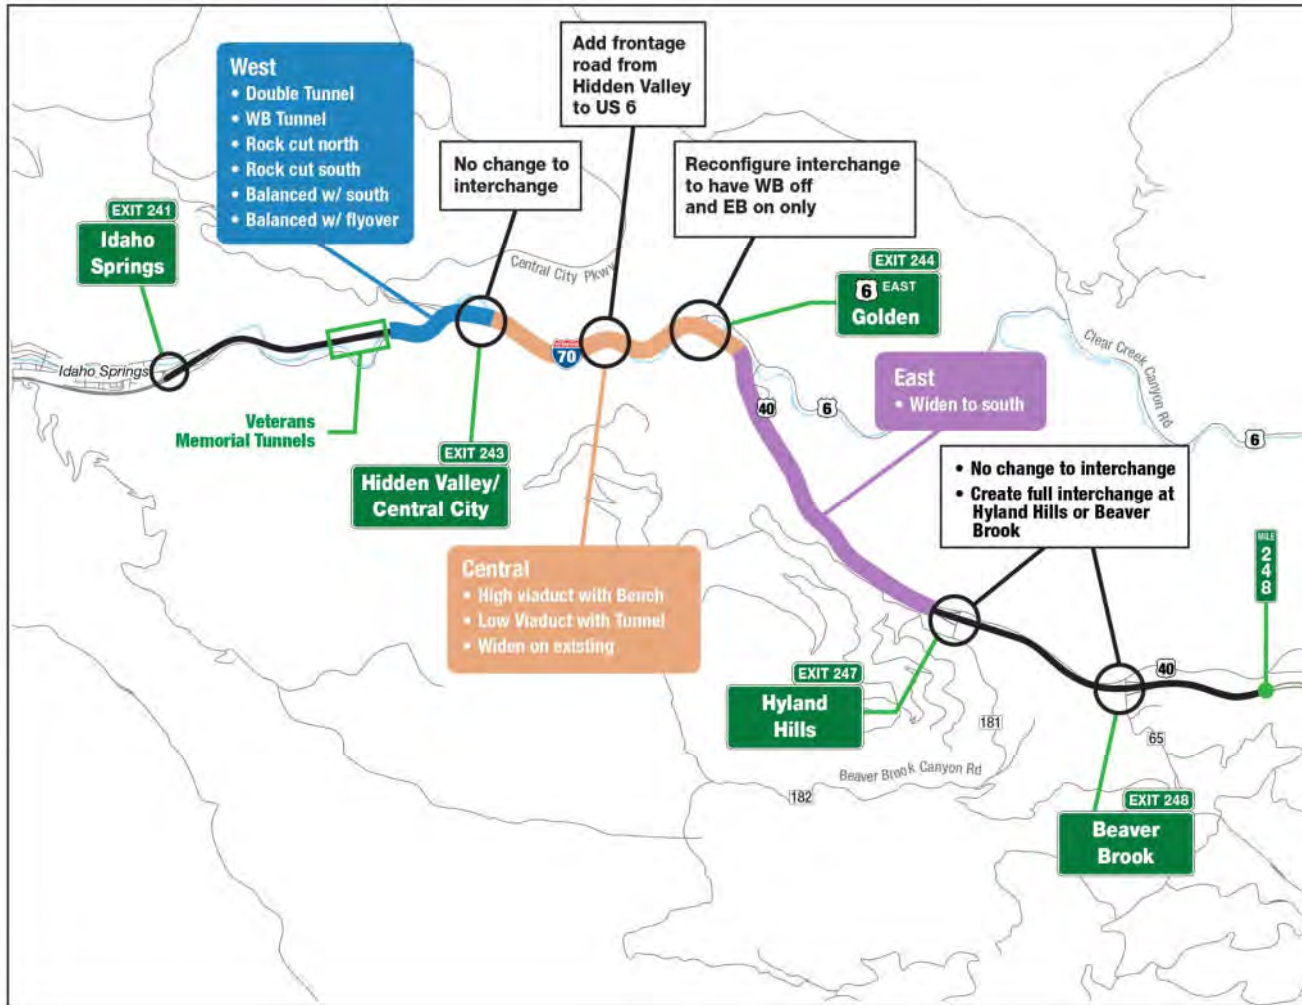 Add frontage
road from
Hidden Valley
to US 6
West
• Double Tunnel
• WB Tunnel
• Rock cut north
• Rock cut south
• Balanced w/ south
• Balanced w/ flyover
No change to
interchange
Reconfigure interchange
to have WB off
and EB on only
EXIT 241
Idaho
Springs
Central City Pkwy
EXIT 244
6 EAST
Golden
Clear Creek Canyon Rd
Idaho Springs
INTERSTATE
70
East
• Widen to south
40
6
6
Veterans
Memorial Tunnels
EXIT 243
Hidden Valley/
Central City
• No change to interchange
• Create full interchange at
Hyland Hills or Beaver
Brook
MILE
2
4
8
Central
• High viaduct with Bench
• Low Viaduct with Tunnel
• Widen on existing
EXIT 247
Hyland
Hills
40
181
65
Beaver Brook Canyon Rd
182
EXIT 248
Beaver
Brook